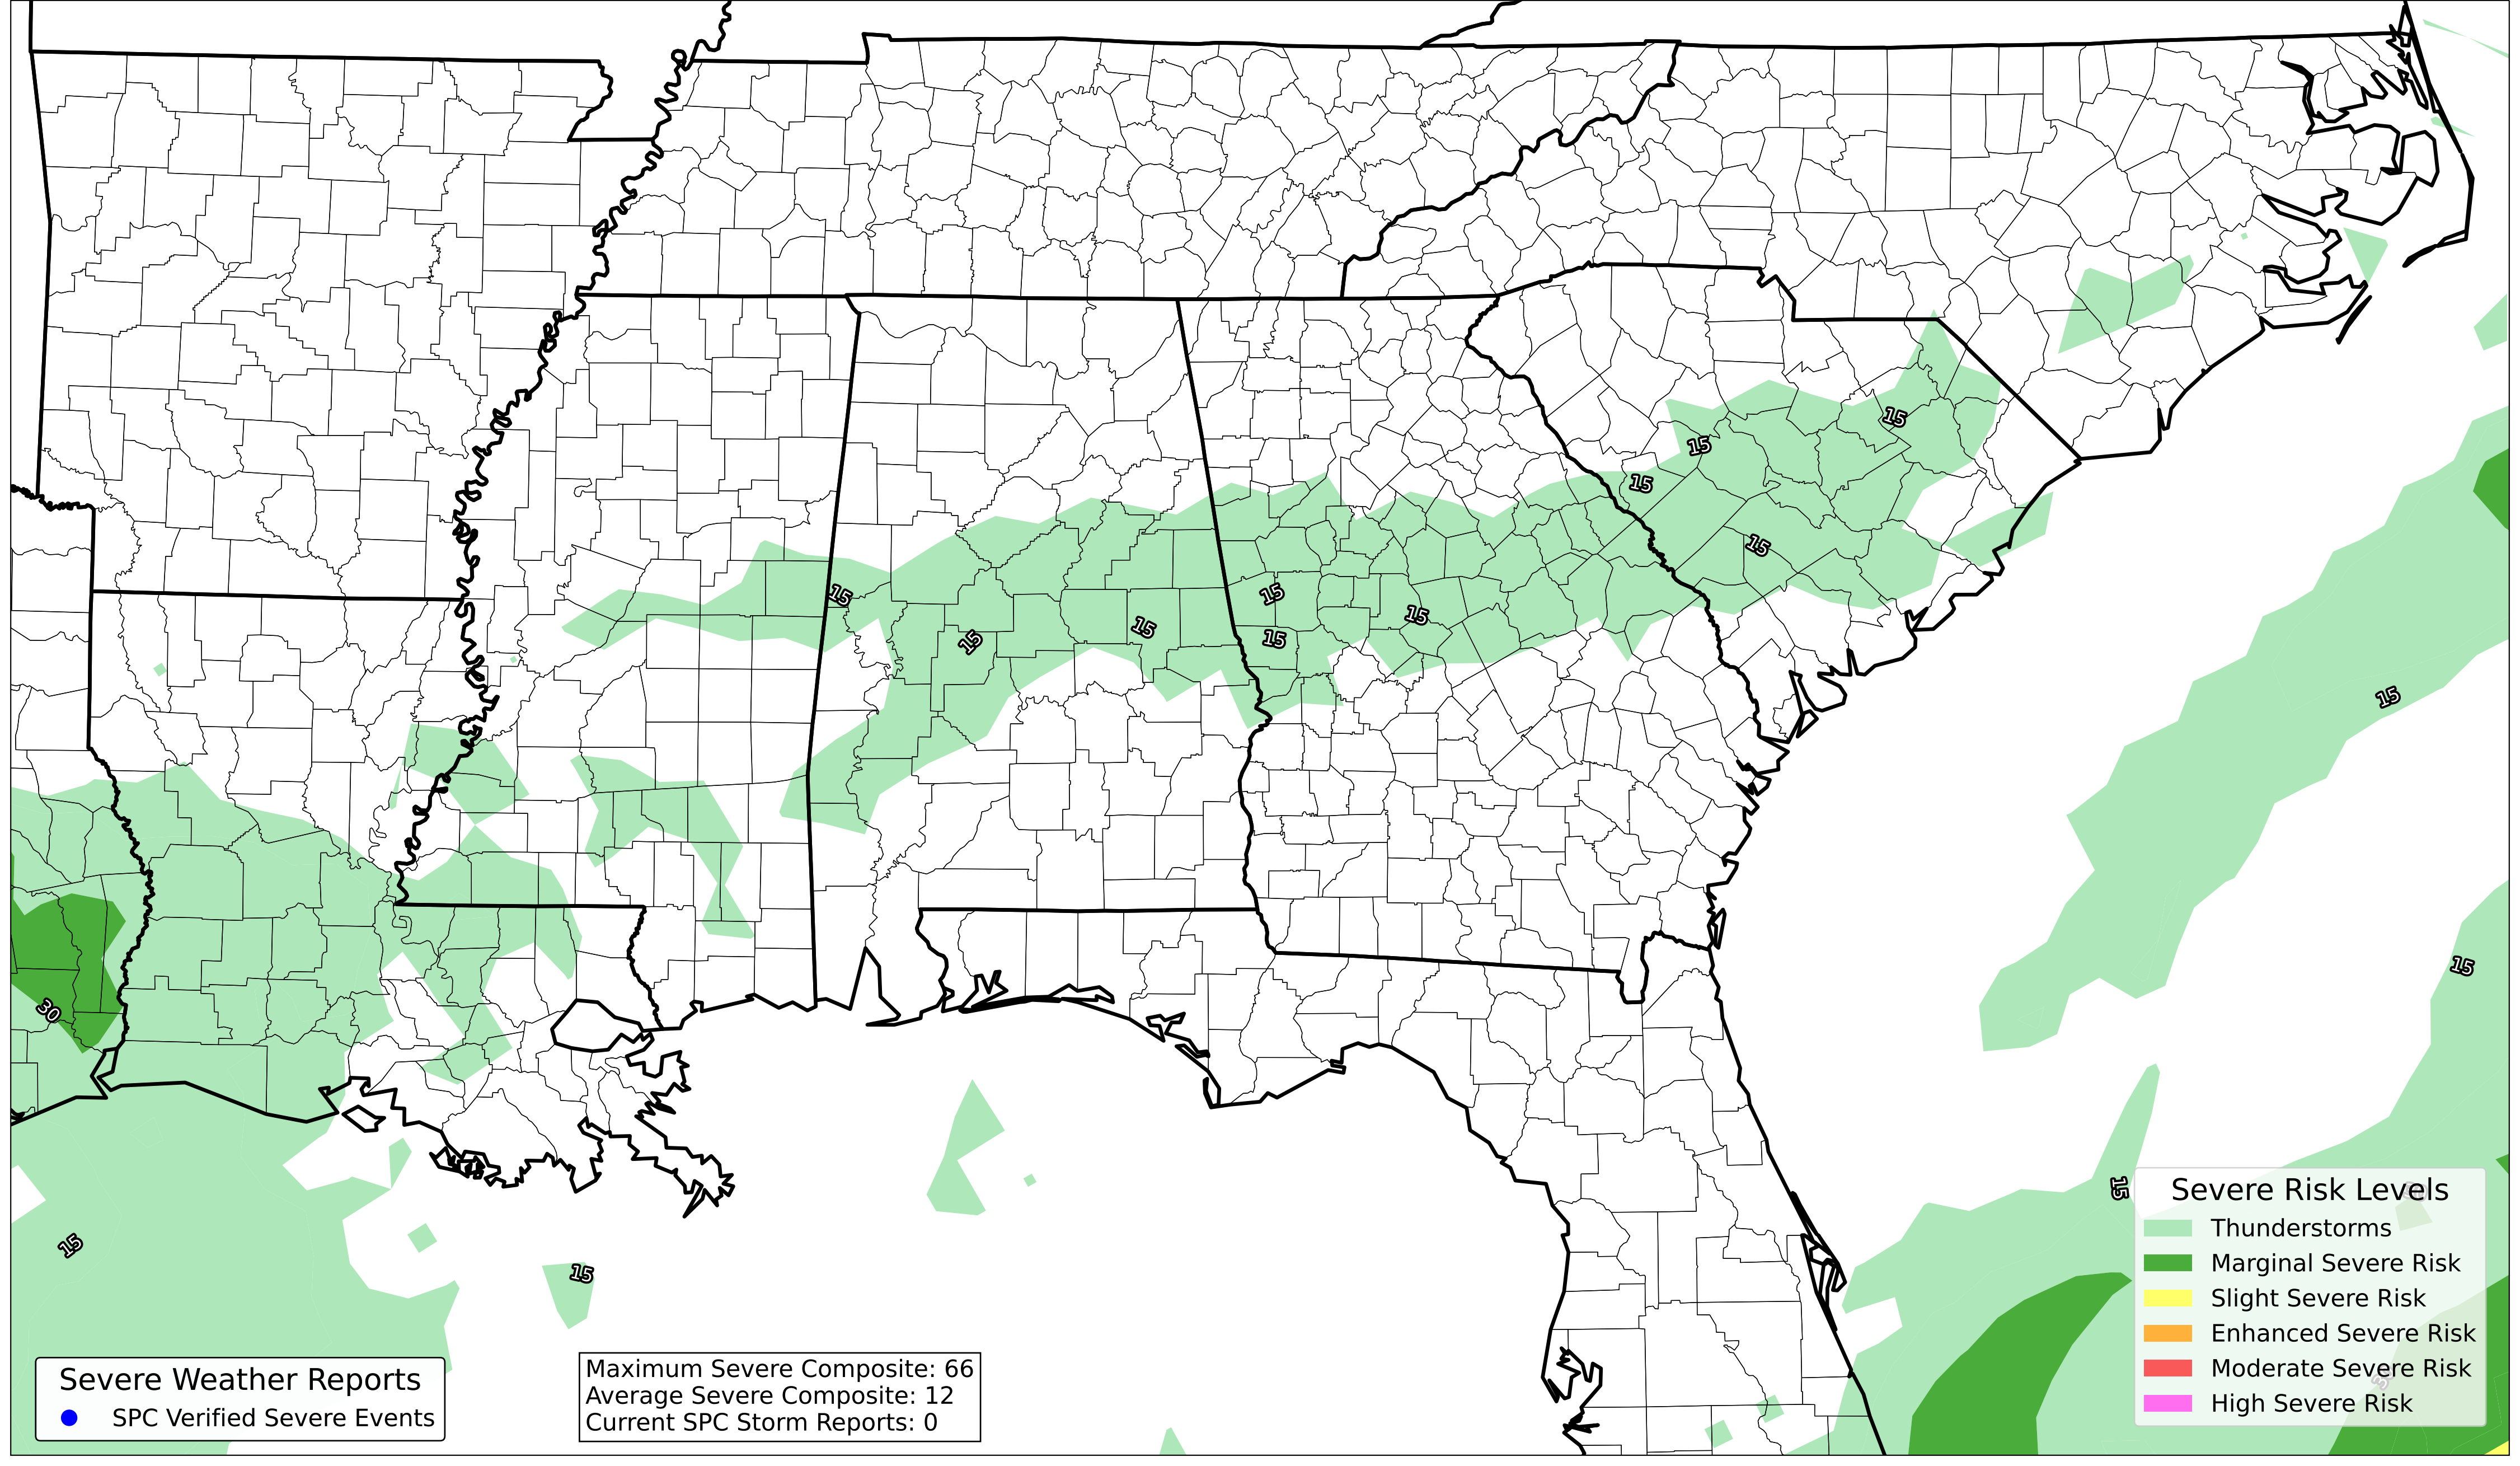 15
15
15
15
15
15
15
15
15
15
15
15
15
30
15
15
15
Severe Risk Levels
Thunderstorms
Marginal Severe Risk
Slight Severe Risk
Enhanced Severe Risk
Moderate Severe Risk
High Severe Risk
Severe Weather Reports
SPC Verified Severe Events
Maximum Severe Composite: 66
Average Severe Composite: 12
Current SPC Storm Reports: 0